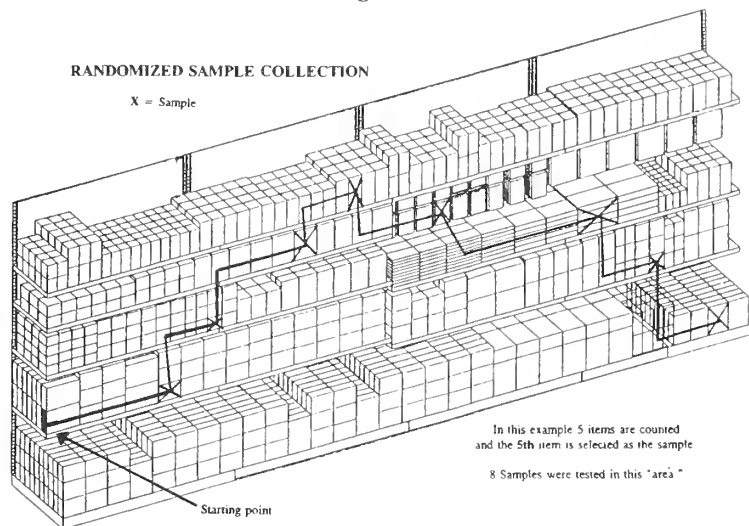 RANDOMIZED SAMPLE COLLECTION
X = Sample
In this example 5 items are counted
and the 5th item is selected as the sample
8 Samples were tested in this "area"
Starting point